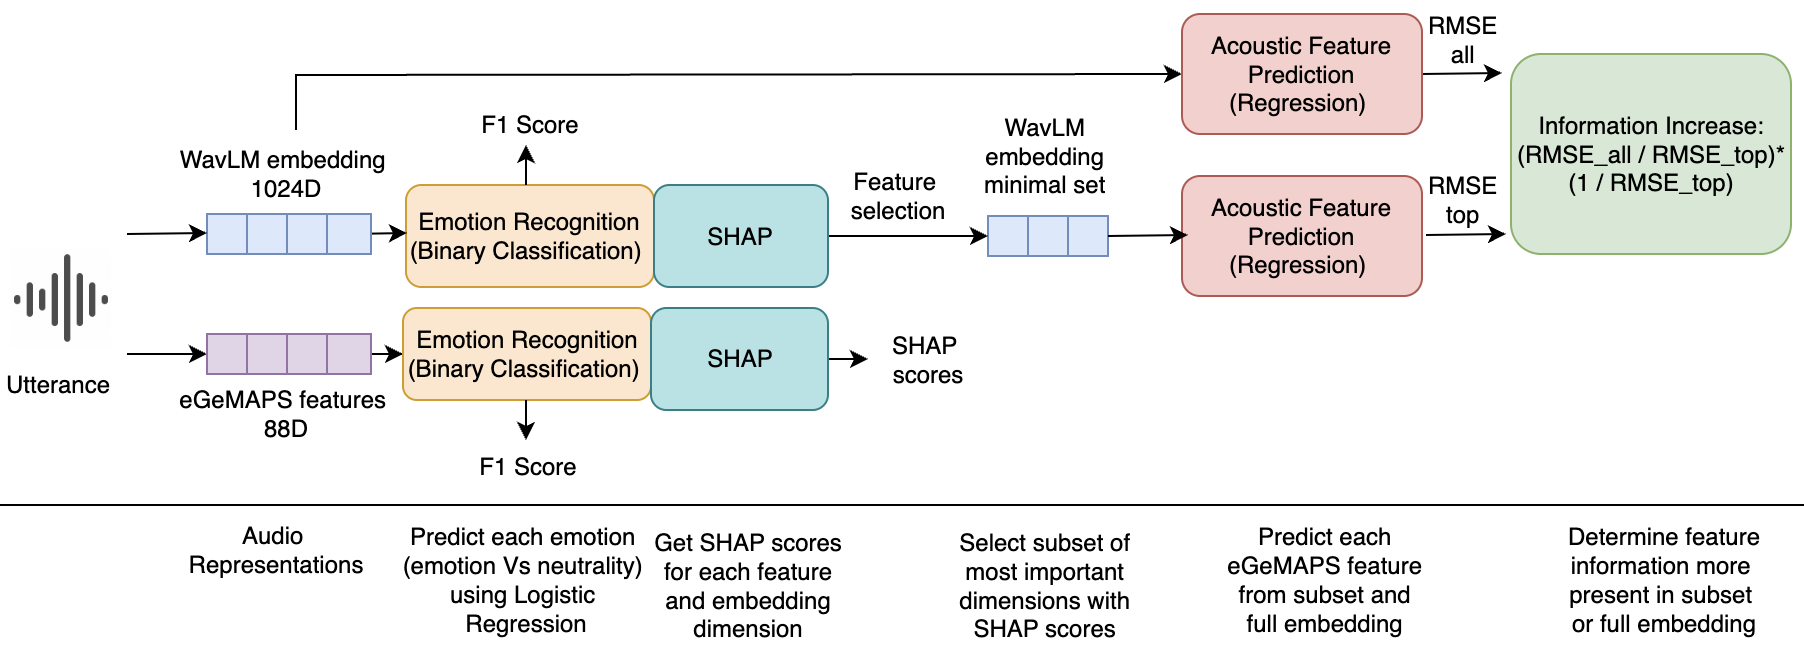 Utterance
WavLM embedding
1024D
eGeMAPS features
88D
F1 Score
Emotion Recognition
(Binary Classification)
SHAP
Emotion Recognition
(Binary Classification)
SHAP
F1 Score
SHAP
scores
Feature
selection
WavLM
embedding
minimal set
Acoustic Feature
Prediction
(Regression)
RMSE
all
Acoustic Feature
Prediction
(Regression)
RMSE
top
Information Increase:
(RMSE_all / RMSE_top)*
(1 / RMSE_top)
Audio
Representations
Predict each emotion
(emotion Vs neutrality)
using Logistic
Regression
Get SHAP scores
for each feature
and embedding
dimension
Select subset of
most important
dimensions with
SHAP scores
Predict each
eGeMAPS feature
from subset and
full embedding
Determine feature
information more
present in subset
or full embedding